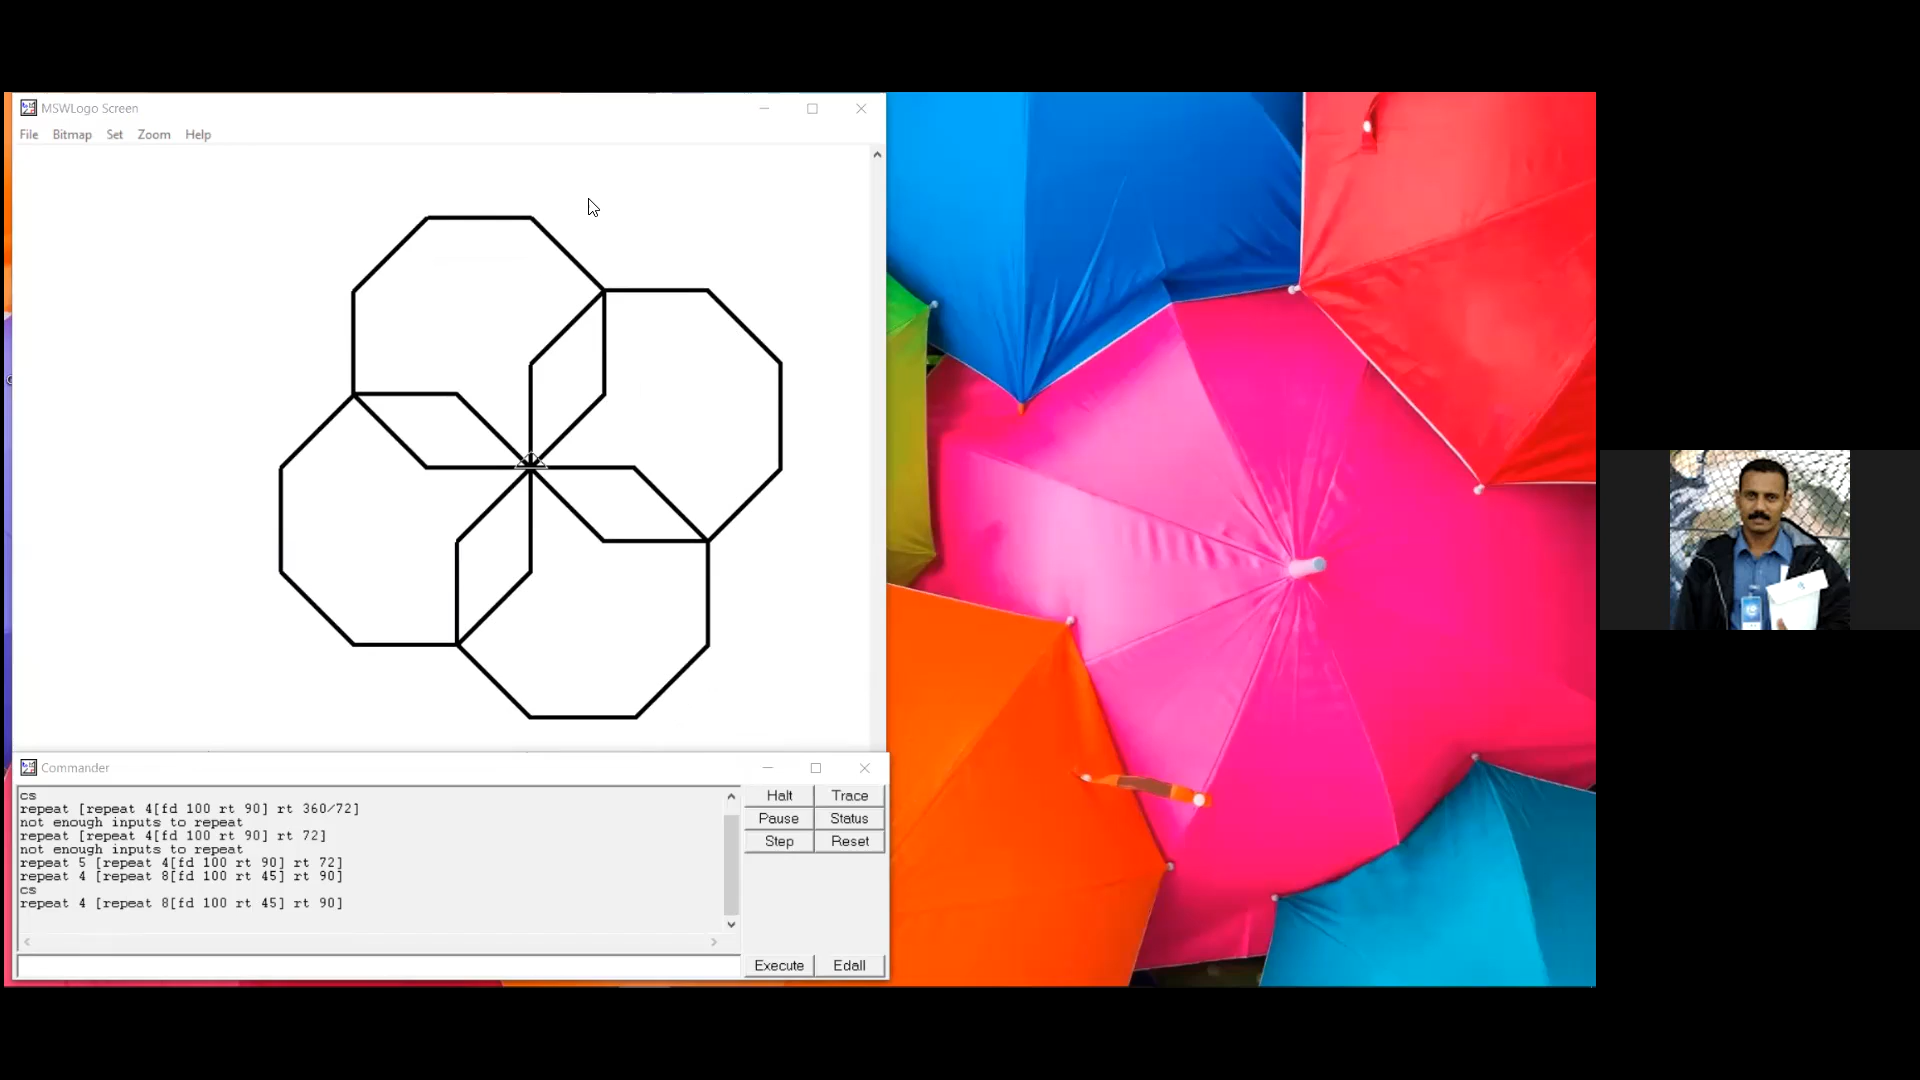 MSWLogo Screen
File Bitmap Set Zoom Help
Commander
cs
repeat [repeat 4[fd 100 rt 90] rt 360/72]
not enough inputs to repeat
repeat [repeat 4[fd 100 rt 90] rt 72]
not enough inputs to repeat
repeat 5 [repeat 4[fd 100 rt 90] rt 72]
repeat 4 [repeat 8[fd 100 rt 45] rt 90]
cs
repeat 4 [repeat 8[fd 100 rt 45] rt 90]
Halt Trace
Pause Status
Step Reset
Execute Edall